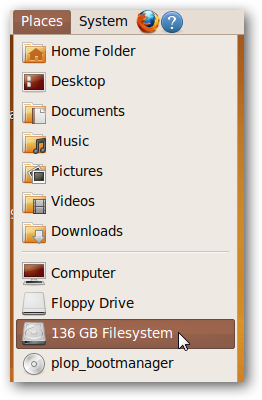 Places System
Home Folder
Desktop
Documents
Music
Pictures
Videos
Downloads
Computer
Floppy Drive
136 GB Filesystem
plop_bootmanager